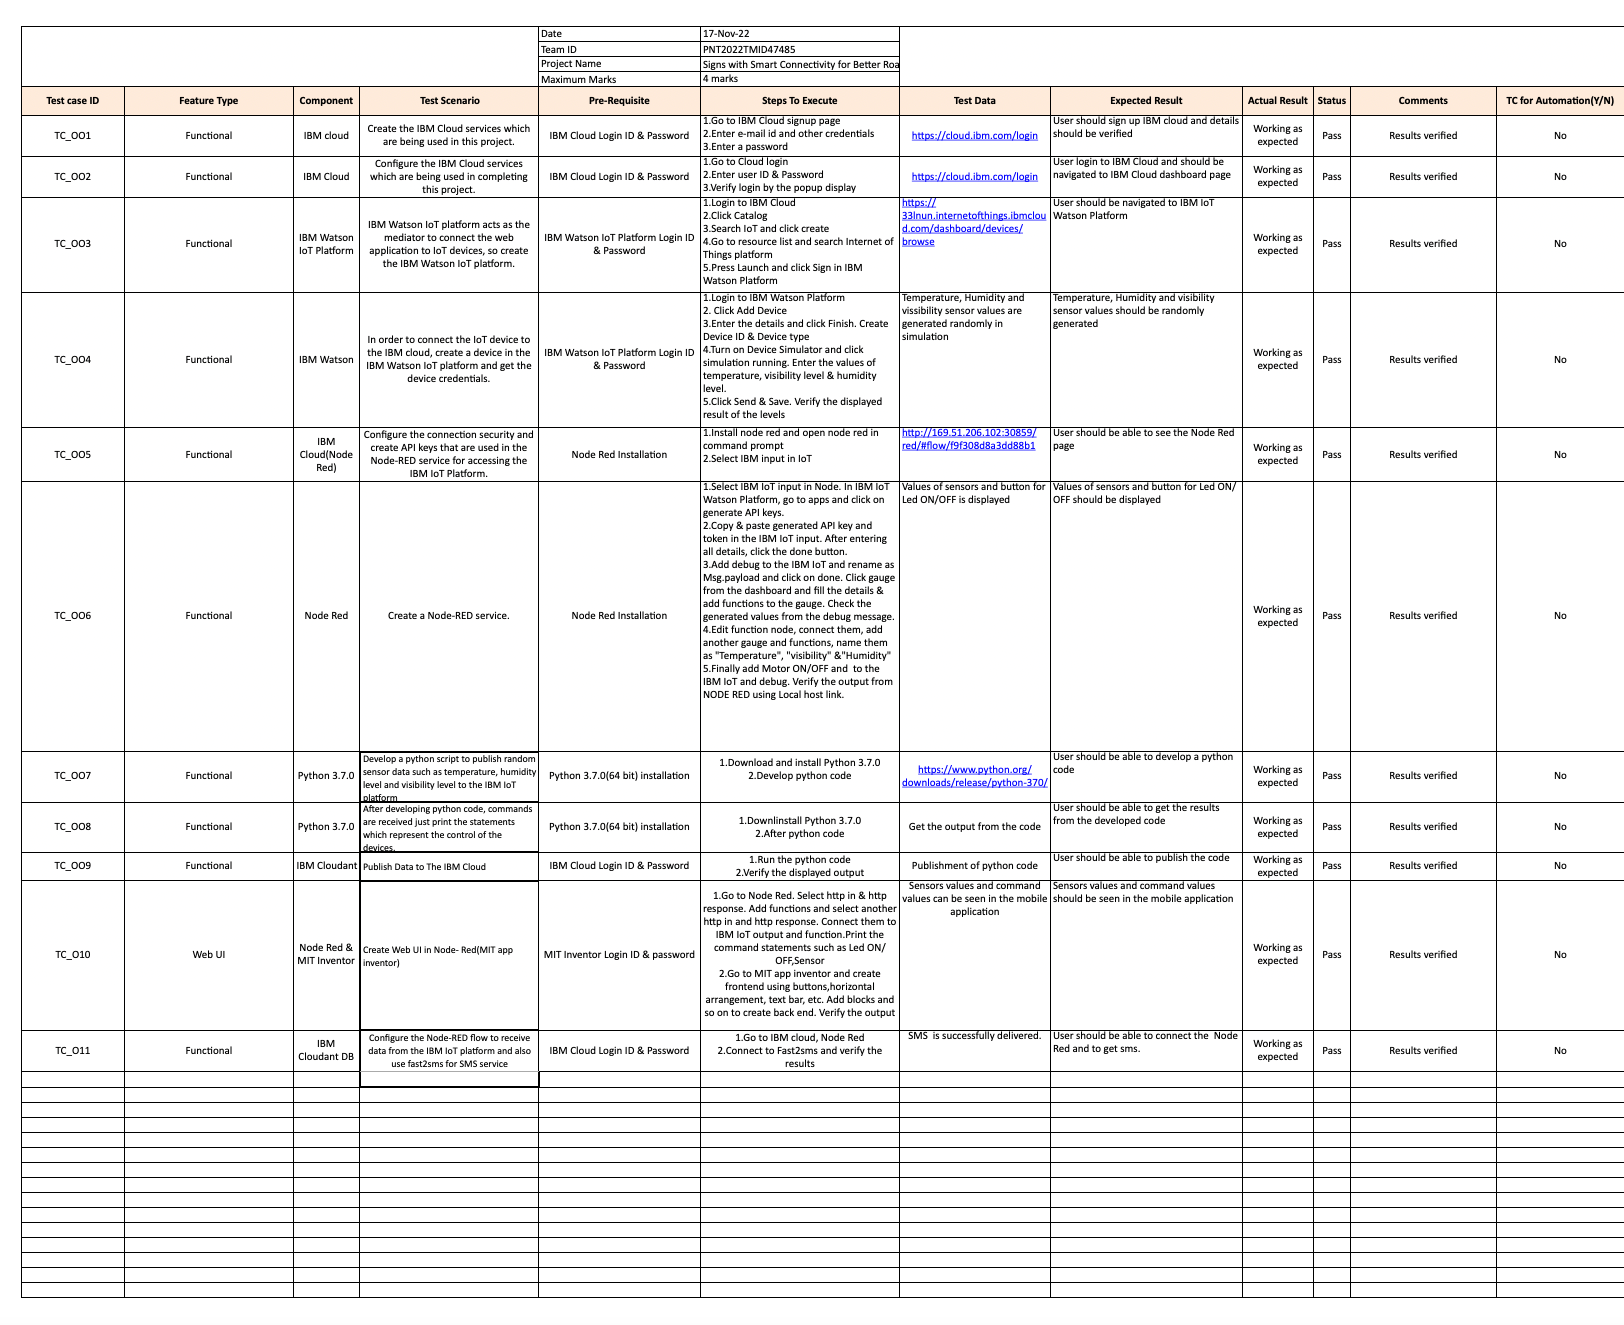 Date 17-Nov-22
Team ID PNT2022TMID47485
Project Name Signs with Smart Connectivity for Better Roa
Maximum Marks 4 marks
Test case ID Feature Type Component Test Scenario Pre-Requisite Steps To Execute Test Data Expected Result Actual Result Status Comments TC for Automation(Y/N)
TC_OO1
Functional
IBM cloud
Create the IBM Cloud services which
are being used in this project.
IBM Cloud Login ID & Password
1.Go to IBM Cloud signup page
2.Enter e-mail id and other credentials
3.Enter a password
https://cloud.ibm.com/login
User should sign up IBM cloud and details
should be verified
Working as
expected
Pass
Results verified
No
TC_OO2
Functional
IBM Cloud
Configure the IBM Cloud services
which are being used in completing
this project.
IBM Cloud Login ID & Password
1.Go to Cloud login
2.Enter user ID & Password
3.Verify login by the popup display
https://cloud.ibm.com/login
User login to IBM Cloud and should be
navigated to IBM Cloud dashboard page
Working as
expected
Pass
Results verified
No
TC_OO3
Functional
IBM Watson
IoT Platform
IBM Watson IoT platform acts as the
mediator to connect the web
application to IoT devices, so create
the IBM Watson IoT platform.
IBM Watson IoT Platform Login ID
& Password
1.Login to IBM Cloud
2.Click Catalog
3.Search IoT and click create
4.Go to resource list and search Internet of
Things platform
5.Press Launch and click Sign in IBM
Watson Platform
https://
33lnun.internetofthings.ibmclou
d.com/dashboard/devices/
browse
User should be navigated to IBM IoT
Watson Platform
Working as
expected
Pass
Results verified
No
TC_OO4
Functional
IBM Watson
In order to connect the IoT device to
the IBM cloud, create a device in the
IBM Watson IoT platform and get the
device credentials.
IBM Watson IoT Platform Login ID
& Password
1.Login to IBM Watson Platform
2. Click Add Device
3.Enter the details and click Finish. Create
Device ID & Device type
4.Turn on Device Simulator and click
simulation running. Enter the values of
temperature, visibility level & humidity
level.
5.Click Send & Save. Verify the displayed
result of the levels
Temperature, Humidity and
vissibility sensor values are
generated randomly in
simulation
Temperature, Humidity and visibility
sensor values should be randomly
generated
Working as
expected
Pass
Results verified
No
TC_OO5
Functional
IBM
Cloud(Node
Red)
Configure the connection security and
create API keys that are used in the
Node-RED service for accessing the
IBM IoT Platform.
Node Red Installation
1.Install node red and open node red in
command prompt
2.Select IBM input in IoT
http://169.51.206.102:30859/
red/#flow/f9f308d8a3dd88b1
User should be able to see the Node Red
page
Working as
expected
Pass
Results verified
No
TC_OO6
Functional
Node Red
Create a Node-RED service.
Node Red Installation
1.Select IBM IoT input in Node. In IBM IoT
Watson Platform, go to apps and click on
generate API keys.
2.Copy & paste generated API key and
token in the IBM IoT input. After entering
all details, click the done button.
3.Add debug to the IBM IoT and rename as
Msg.payload and click on done. Click gauge
from the dashboard and fill the details &
add functions to the gauge. Check the
generated values from the debug message.
4.Edit function node, connect them, add
another gauge and functions, name them
as "Temperature", "visibility" &"Humidity"
5.Finally add Motor ON/OFF and  to the
IBM IoT and debug. Verify the output from
NODE RED using Local host link.
Values of sensors and button for
Led ON/OFF is displayed
Values of sensors and button for Led ON/
OFF should be displayed
Working as
expected
Pass
Results verified
No
TC_OO7
Functional
Python 3.7.0
Develop a python script to publish random
sensor data such as temperature, humidity
level and visibility level to the IBM IoT
platform
Python 3.7.0(64 bit) installation
1.Download and install Python 3.7.0
2.Develop python code
https://www.python.org/
downloads/release/python-370/
User should be able to develop a python
code
Working as
expected
Pass
Results verified
No
TC_OO8
Functional
Python 3.7.0
After developing python code, commands
are received just print the statements
which represent the control of the
devices.
Python 3.7.0(64 bit) installation
1.Downlinstall Python 3.7.0
2.After python code
Get the output from the code
User should be able to get the results
from the developed code
Working as
expected
Pass
Results verified
No
TC_OO9
Functional
IBM Cloudant
Publish Data to The IBM Cloud
IBM Cloud Login ID & Password
1.Run the python code
2.Verify the displayed output
Publishment of python code
User should be able to publish the code
Working as
expected
Pass
Results verified
No
TC_O10
Web UI
Node Red &
MIT Inventor
Create Web UI in Node- Red(MIT app
inventor)
MIT Inventor Login ID & password
1.Go to Node Red. Select http in & http
response. Add functions and select another
http in and http response. Connect them to
IBM IoT output and function.Print the
command statements such as Led ON/
OFF,Sensor
2.Go to MIT app inventor and create
frontend using buttons,horizontal
arrangement, text bar, etc. Add blocks and
so on to create back end. Verify the output
Sensors values and command
values can be seen in the mobile
application
Sensors values and command values
should be seen in the mobile application
Working as
expected
Pass
Results verified
No
TC_O11
Functional
IBM
Cloudant DB
Configure the Node-RED flow to receive
data from the IBM IoT platform and also
use fast2sms for SMS service
IBM Cloud Login ID & Password
1.Go to IBM cloud, Node Red
2.Connect to Fast2sms and verify the
results
SMS  is successfully delivered.
User should be able to connect the  Node
Red and to get sms.
Working as
expected
Pass
Results verified
No